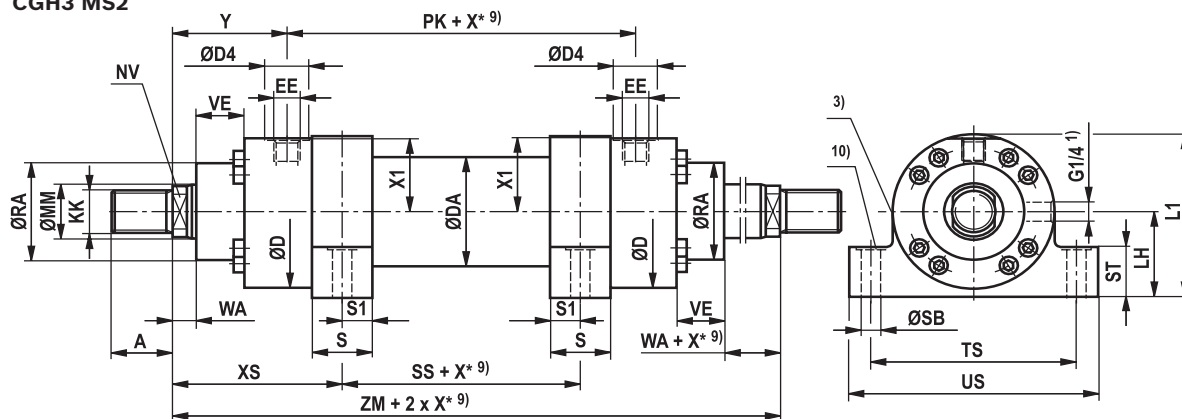 CGH3 MS2
Y
PK + X* 9)
ØD4
ØD4
NV
EE
EE
VE
3)
10)
G1/4 1)
ØRA
ØMM
KK
X1
ØDA
X1
ØRA
L1
LH
ST
ØD
ØD
S1
S1
VE
WA
A
S
S
WA + X* 9)
ØSB
XS
SS + X* 9)
TS
US
ZM + 2 x X* 9)